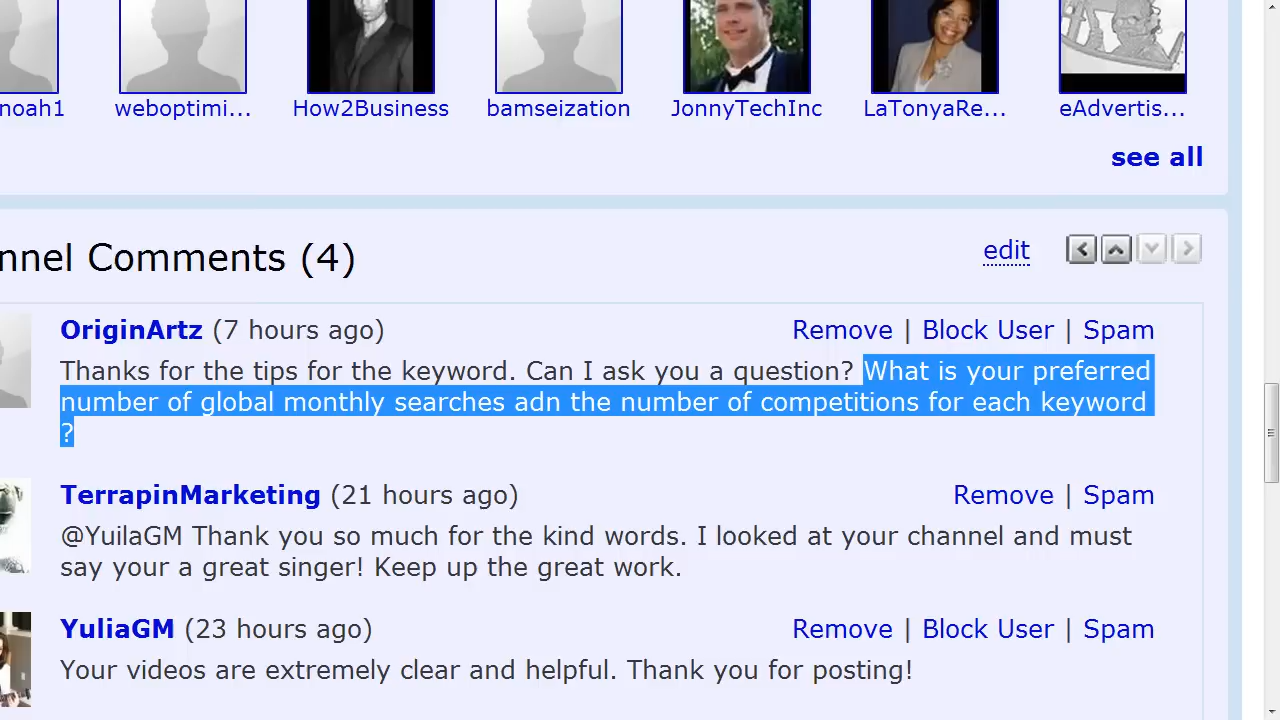 noah1 weboptimi... How2Business bamseization JonnyTechInc LaTonyaRe... eAdvertis...
see all
nnel Comments (4) edit
OriginArtz (7 hours ago) Remove | Block User | Spam
Thanks for the tips for the keyword. Can I ask you a question? What is your preferred
number of global monthly searches adn the number of competitions for each keyword
?
TerrapinMarketing (21 hours ago) Remove | Spam
@YuilaGM Thank you so much for the kind words. I looked at your channel and must
say your a great singer! Keep up the great work.
YuliaGM (23 hours ago) Remove | Block User | Spam
Your videos are extremely clear and helpful. Thank you for posting!